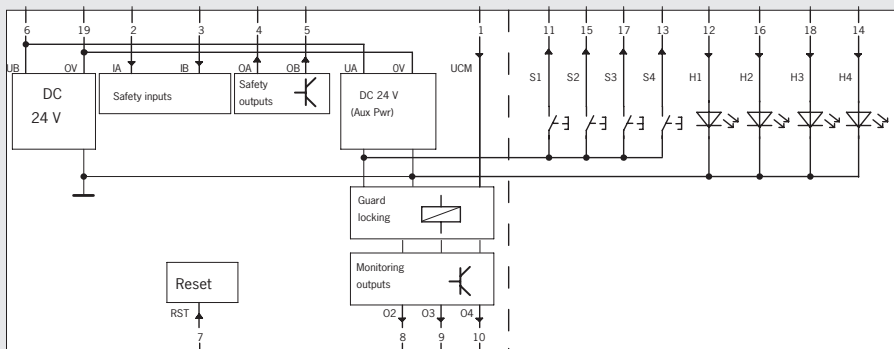 6 19 2 3 4 5 1 11 15 17 13 12 16 18 14
UB 0V IA IB OA OB UA 0V UCM S1 S2 S3 S4 H1 H2 H3 H4
DC
24 V
Safety inputs
Safety
outputs
DC 24 V
(Aux Pwr)
Guard
locking
Monitoring
outputs
Reset
RST
7
O2 O3 O4
8 9 10